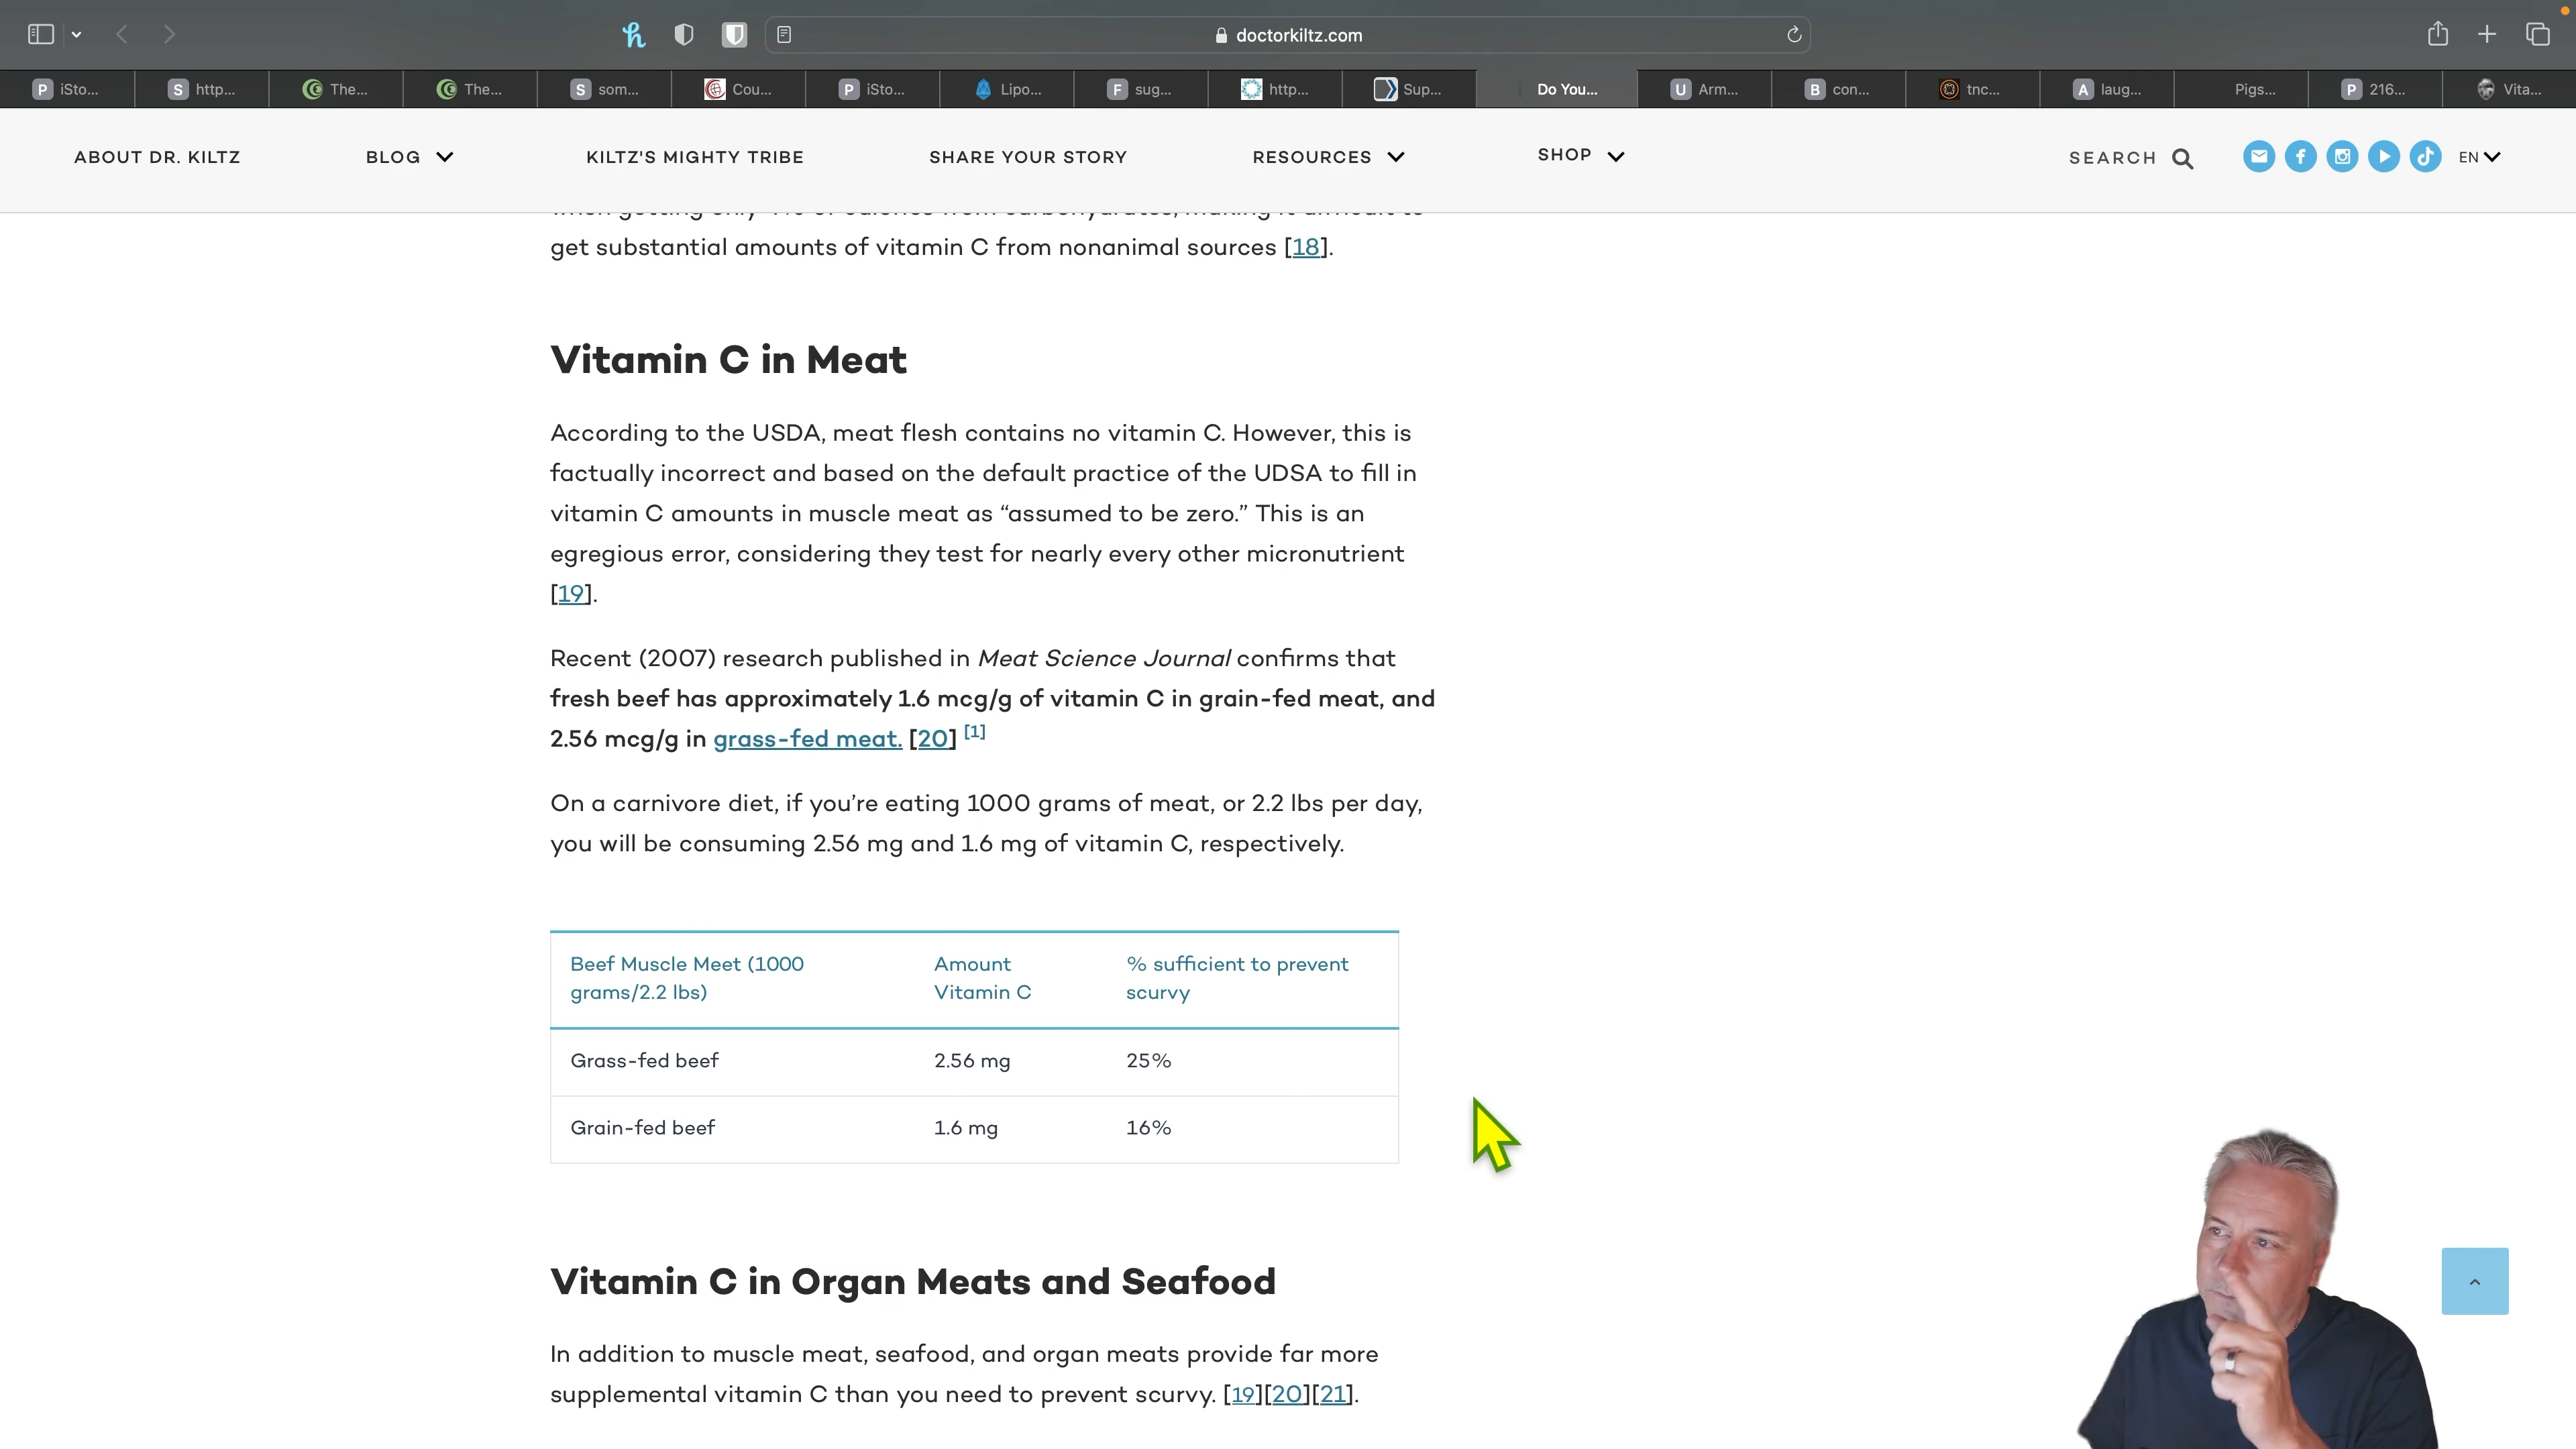 doctorkiltz.com
P iSto...
S http...
The...
The...
S som...
Cou...
P iSto...
Lipo...
F sug...
http...
Sup...
Do You...
U Arm...
B con...
tnc...
A laug...
Pigs...
P 216...
Vita...
ABOUT DR. KILTZ
BLOG
KILTZ'S MIGHTY TRIBE
SHARE YOUR STORY
RESOURCES
SHOP
SEARCH
EN
get substantial amounts of vitamin C from nonanimal sources [18].
Vitamin C in Meat
According to the USDA, meat flesh contains no vitamin C. However, this is
factually incorrect and based on the default practice of the UDSA to fill in
vitamin C amounts in muscle meat as “assumed to be zero.” This is an
egregious error, considering they test for nearly every other micronutrient
[19].
Recent (2007) research published in Meat Science Journal confirms that
fresh beef has approximately 1.6 mcg/g of vitamin C in grain-fed meat, and
2.56 mcg/g in grass-fed meat. [20] [1]
On a carnivore diet, if you’re eating 1000 grams of meat, or 2.2 lbs per day,
you will be consuming 2.56 mg and 1.6 mg of vitamin C, respectively.
Beef Muscle Meet (1000
grams/2.2 lbs)
Amount
Vitamin C
% sufficient to prevent
scurvy
Grass-fed beef 2.56 mg 25%
Grain-fed beef 1.6 mg 16%
Vitamin C in Organ Meats and Seafood
In addition to muscle meat, seafood, and organ meats provide far more
supplemental vitamin C than you need to prevent scurvy. [19][20][21].